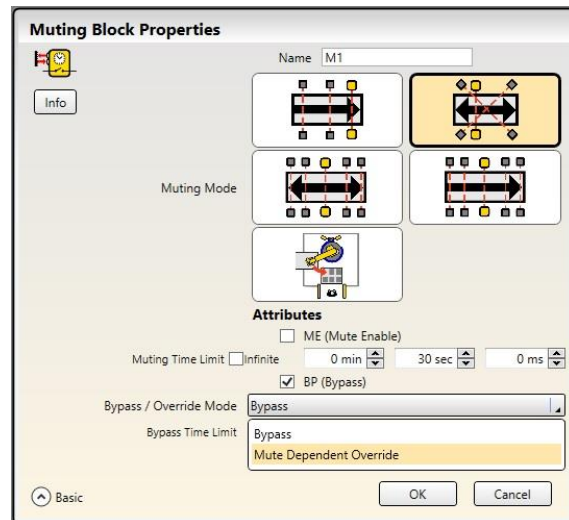 Muting Block Properties
Name M1
Info
Muting Mode
Attributes
ME (Mute Enable)
Muting Time Limit Infinite 0 min 30 sec 0 ms
BP (Bypass)
Bypass / Override Mode Bypass
Bypass Time Limit Bypass
Mute Dependent Override
Basic OK Cancel